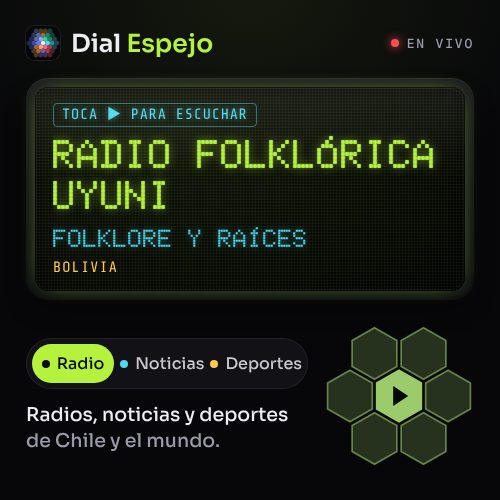 Dial Espejo
EN VIVO
TOCA ▶ PARA ESCUCHAR
RADIO FOLKLÓRICA
UYUNI
FOLKLORE Y RAÍCES
BOLIVIA
Radio Noticias Deportes
Radios, noticias y deportes
de Chile y el mundo.